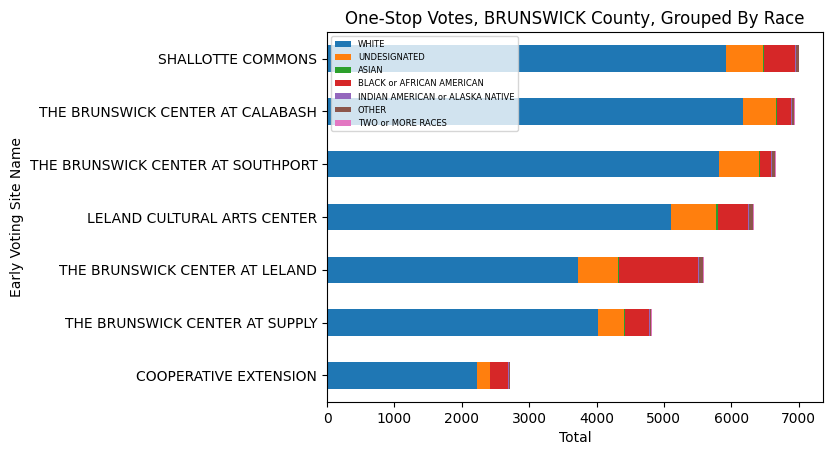 One-Stop Votes, BRUNSWICK County, Grouped By Race
WHITE
UNDESIGNATED
ASIAN
BLACK or AFRICAN AMERICAN
INDIAN AMERICAN or ALASKA NATIVE
OTHER
TWO or MORE RACES
Early Voting Site Name
SHALLOTTE COMMONS
THE BRUNSWICK CENTER AT CALABASH
THE BRUNSWICK CENTER AT SOUTHPORT
LELAND CULTURAL ARTS CENTER
THE BRUNSWICK CENTER AT LELAND
THE BRUNSWICK CENTER AT SUPPLY
COOPERATIVE EXTENSION
0 1000 2000 3000 4000 5000 6000 7000
Total